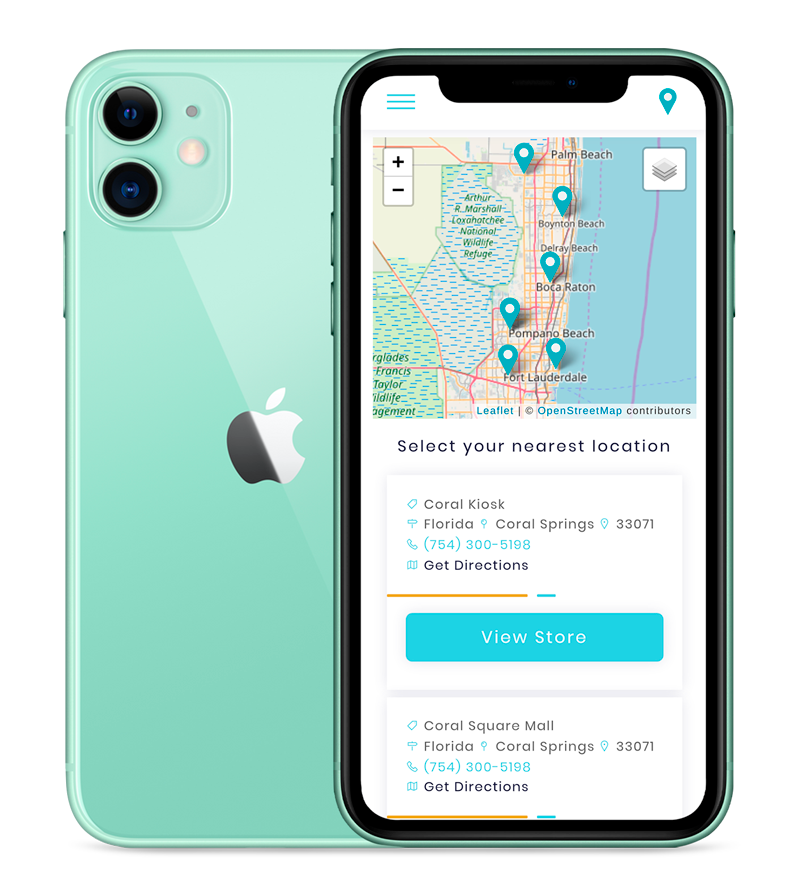 +
−
Palm Beach
Arthur
R. Marshall
Loxahatchee
National
Wildlife
Refuge
Boynton Beach
Delray Beach
Boca Raton
Pompano Beach
Fort Lauderdale
erglades
Francis
Taylor
ildlife
agement
Leaflet | © OpenStreetMap contributors
Select your nearest location
Coral Kiosk
Florida Coral Springs 33071
(754) 300-5198
Get Directions
View Store
Coral Square Mall
Florida Coral Springs 33071
(754) 300-5198
Get Directions